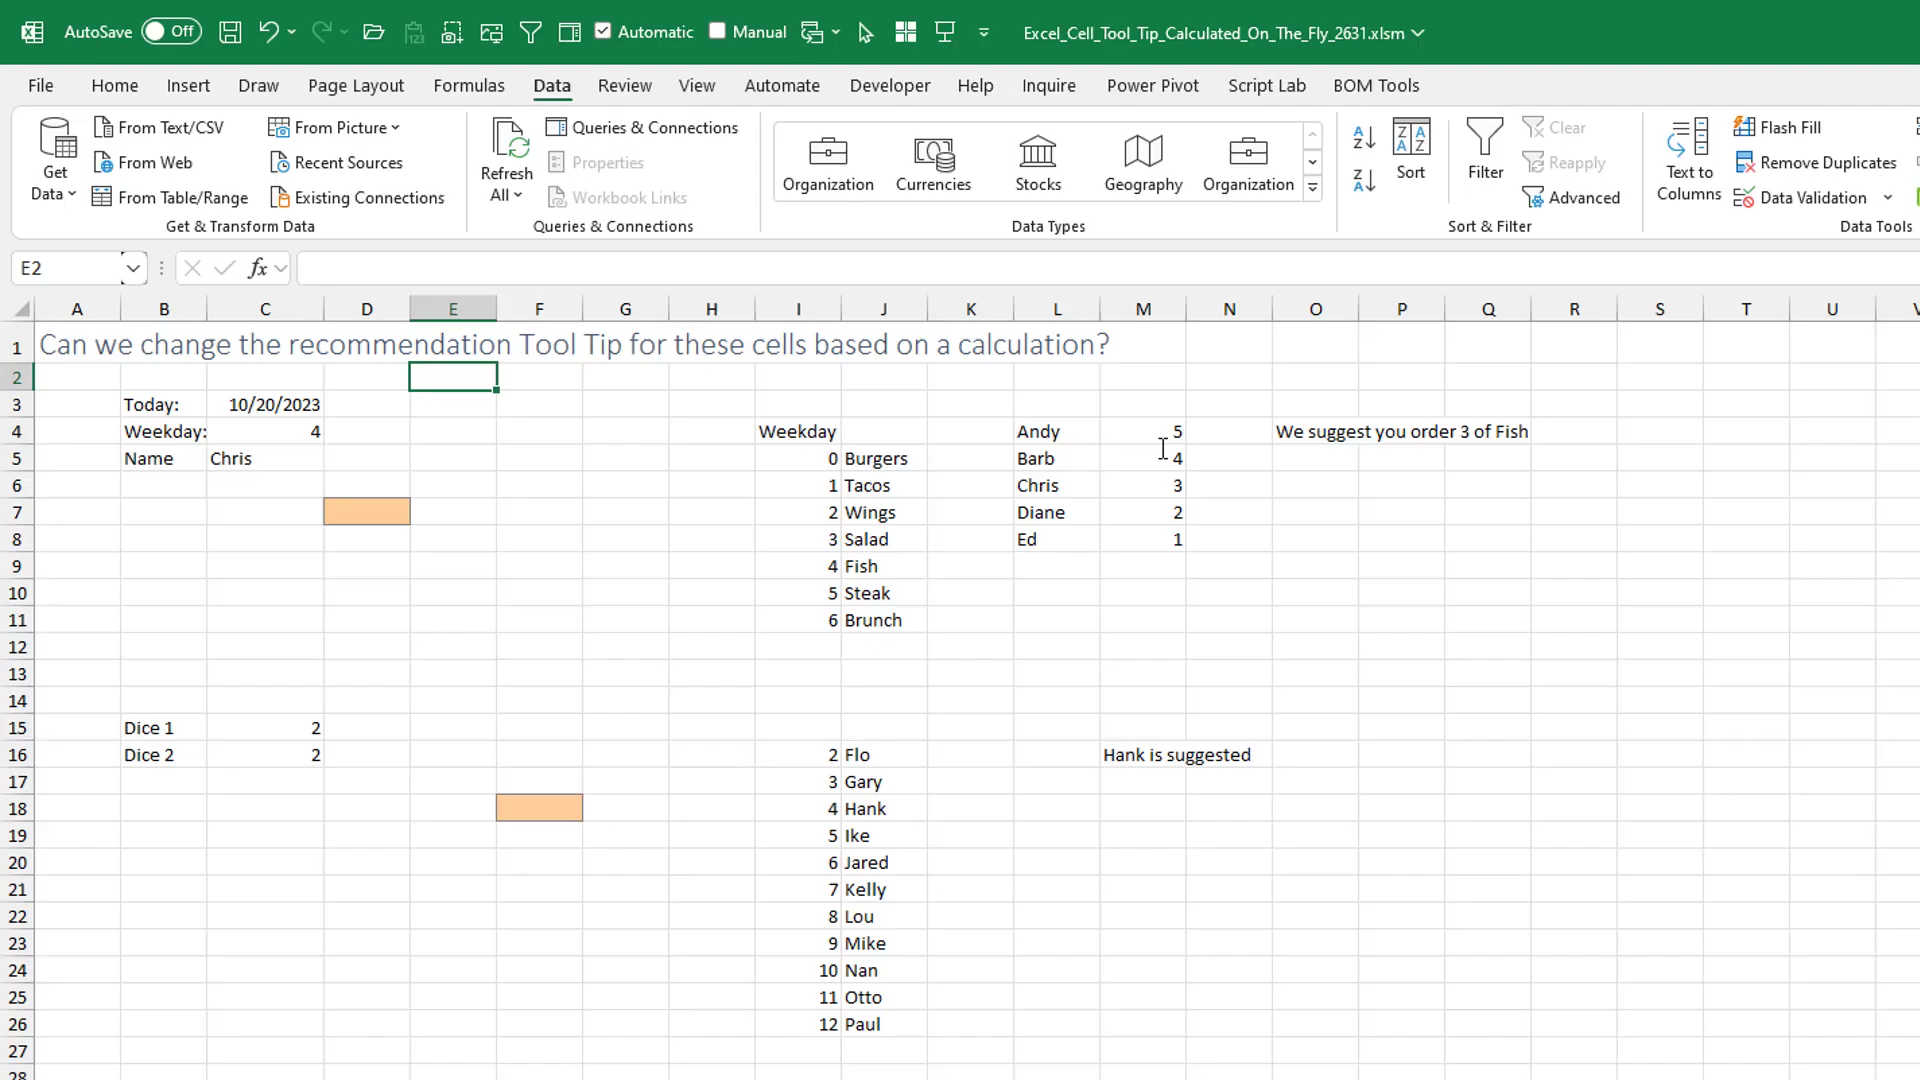 AutoSave Off Automatic Manual Excel_Cell_Tool_Tip_Calculated_On_The_Fly_2631.xlsm
File Home Insert Draw Page Layout Formulas Data Review View Automate Developer Help Inquire Power Pivot Script Lab BOM Tools
Get Data
From Text/CSV
From Web
From Table/Range
From Picture
Recent Sources
Existing Connections
Get & Transform Data
Refresh All
Queries & Connections
Properties
Workbook Links
Queries & Connections
Organization Currencies Stocks Geography Organization
Data Types
Sort
Filter
Clear
Reapply
Advanced
Sort & Filter
Text to Columns
Flash Fill
Remove Duplicates
Data Validation
Data Tools
E2 fx
A B C D E F G H I J K L M N O P Q R S T U V
1 Can we change the recommendation Tool Tip for these cells based on a calculation?
2
3 Today: 10/20/2023
4 Weekday: 4 Weekday Andy 5 We suggest you order 3 of Fish
5 Name Chris 0 Burgers Barb 4
6 1 Tacos Chris 3
7 2 Wings Diane 2
8 3 Salad Ed 1
9 4 Fish
10 5 Steak
11 6 Brunch
12
13
14
15 Dice 1 2
16 Dice 2 2 2 Flo Hank is suggested
17 3 Gary
18 4 Hank
19 5 Ike
20 6 Jared
21 7 Kelly
22 8 Lou
23 9 Mike
24 10 Nan
25 11 Otto
26 12 Paul
27
28